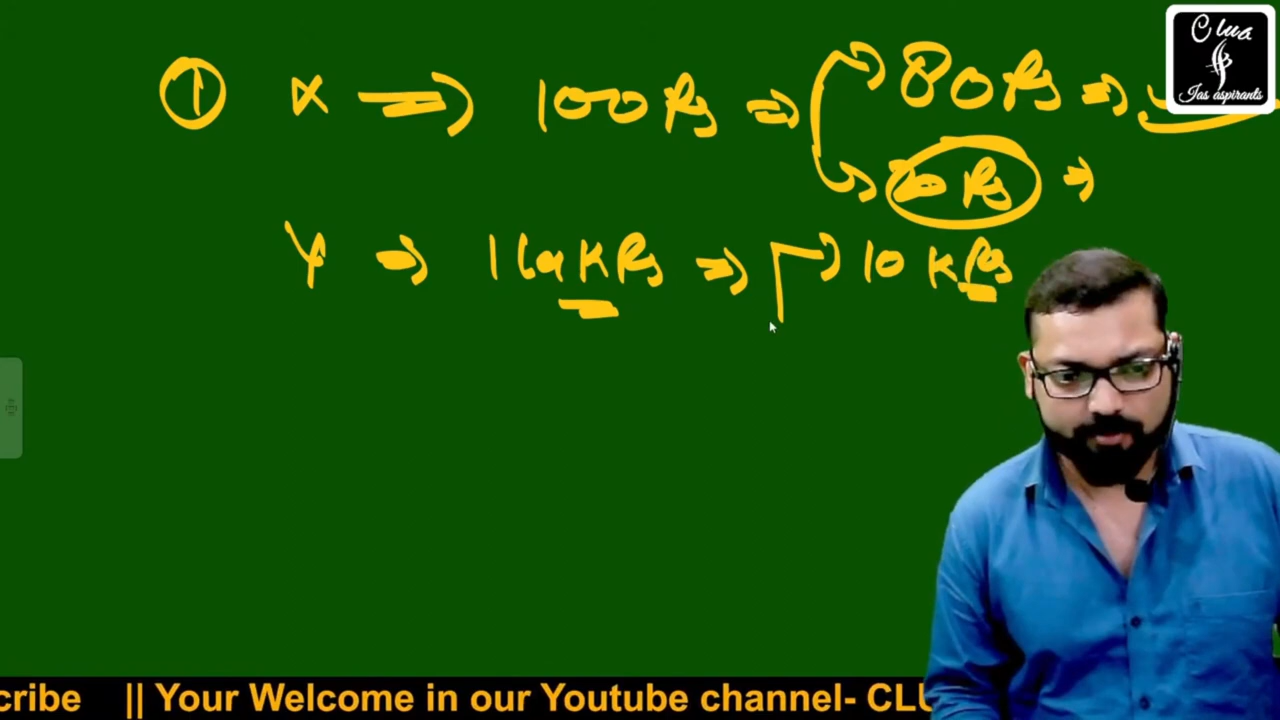 ① X ⇒ 100 Rs ⇒ 80 Rs ⇒
20 Rs ⇒
Y ⇒ 1 lakh Rs ⇒ 10 K Rs
Clua
Ias aspirants
cribe || Your Welcome in our Youtube channel- CLU